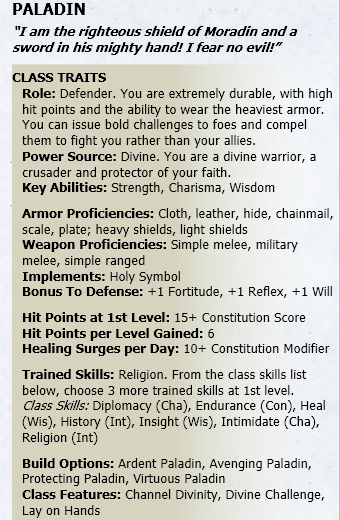 PALADIN
“I am the righteous shield of Moradin and a
sword in his mighty hand! I fear no evil!”
CLASS TRAITS
Role: Defender. You are extremely durable, with high
hit points and the ability to wear the heaviest armor.
You can issue bold challenges to foes and compel
them to fight you rather than your allies.
Power Source: Divine. You are a divine warrior, a
crusader and protector of your faith.
Key Abilities: Strength, Charisma, Wisdom
Armor Proficiencies: Cloth, leather, hide, chainmail,
scale, plate; heavy shields, light shields
Weapon Proficiencies: Simple melee, military
melee, simple ranged
Implements: Holy Symbol
Bonus To Defense: +1 Fortitude, +1 Reflex, +1 Will
Hit Points at 1st Level: 15+ Constitution Score
Hit Points per Level Gained: 6
Healing Surges per Day: 10+ Constitution Modifier
Trained Skills: Religion. From the class skills list
below, choose 3 more trained skills at 1st level.
Class Skills: Diplomacy (Cha), Endurance (Con), Heal
(Wis), History (Int), Insight (Wis), Intimidate (Cha),
Religion (Int)
Build Options: Ardent Paladin, Avenging Paladin,
Protecting Paladin, Virtuous Paladin
Class Features: Channel Divinity, Divine Challenge,
Lay on Hands